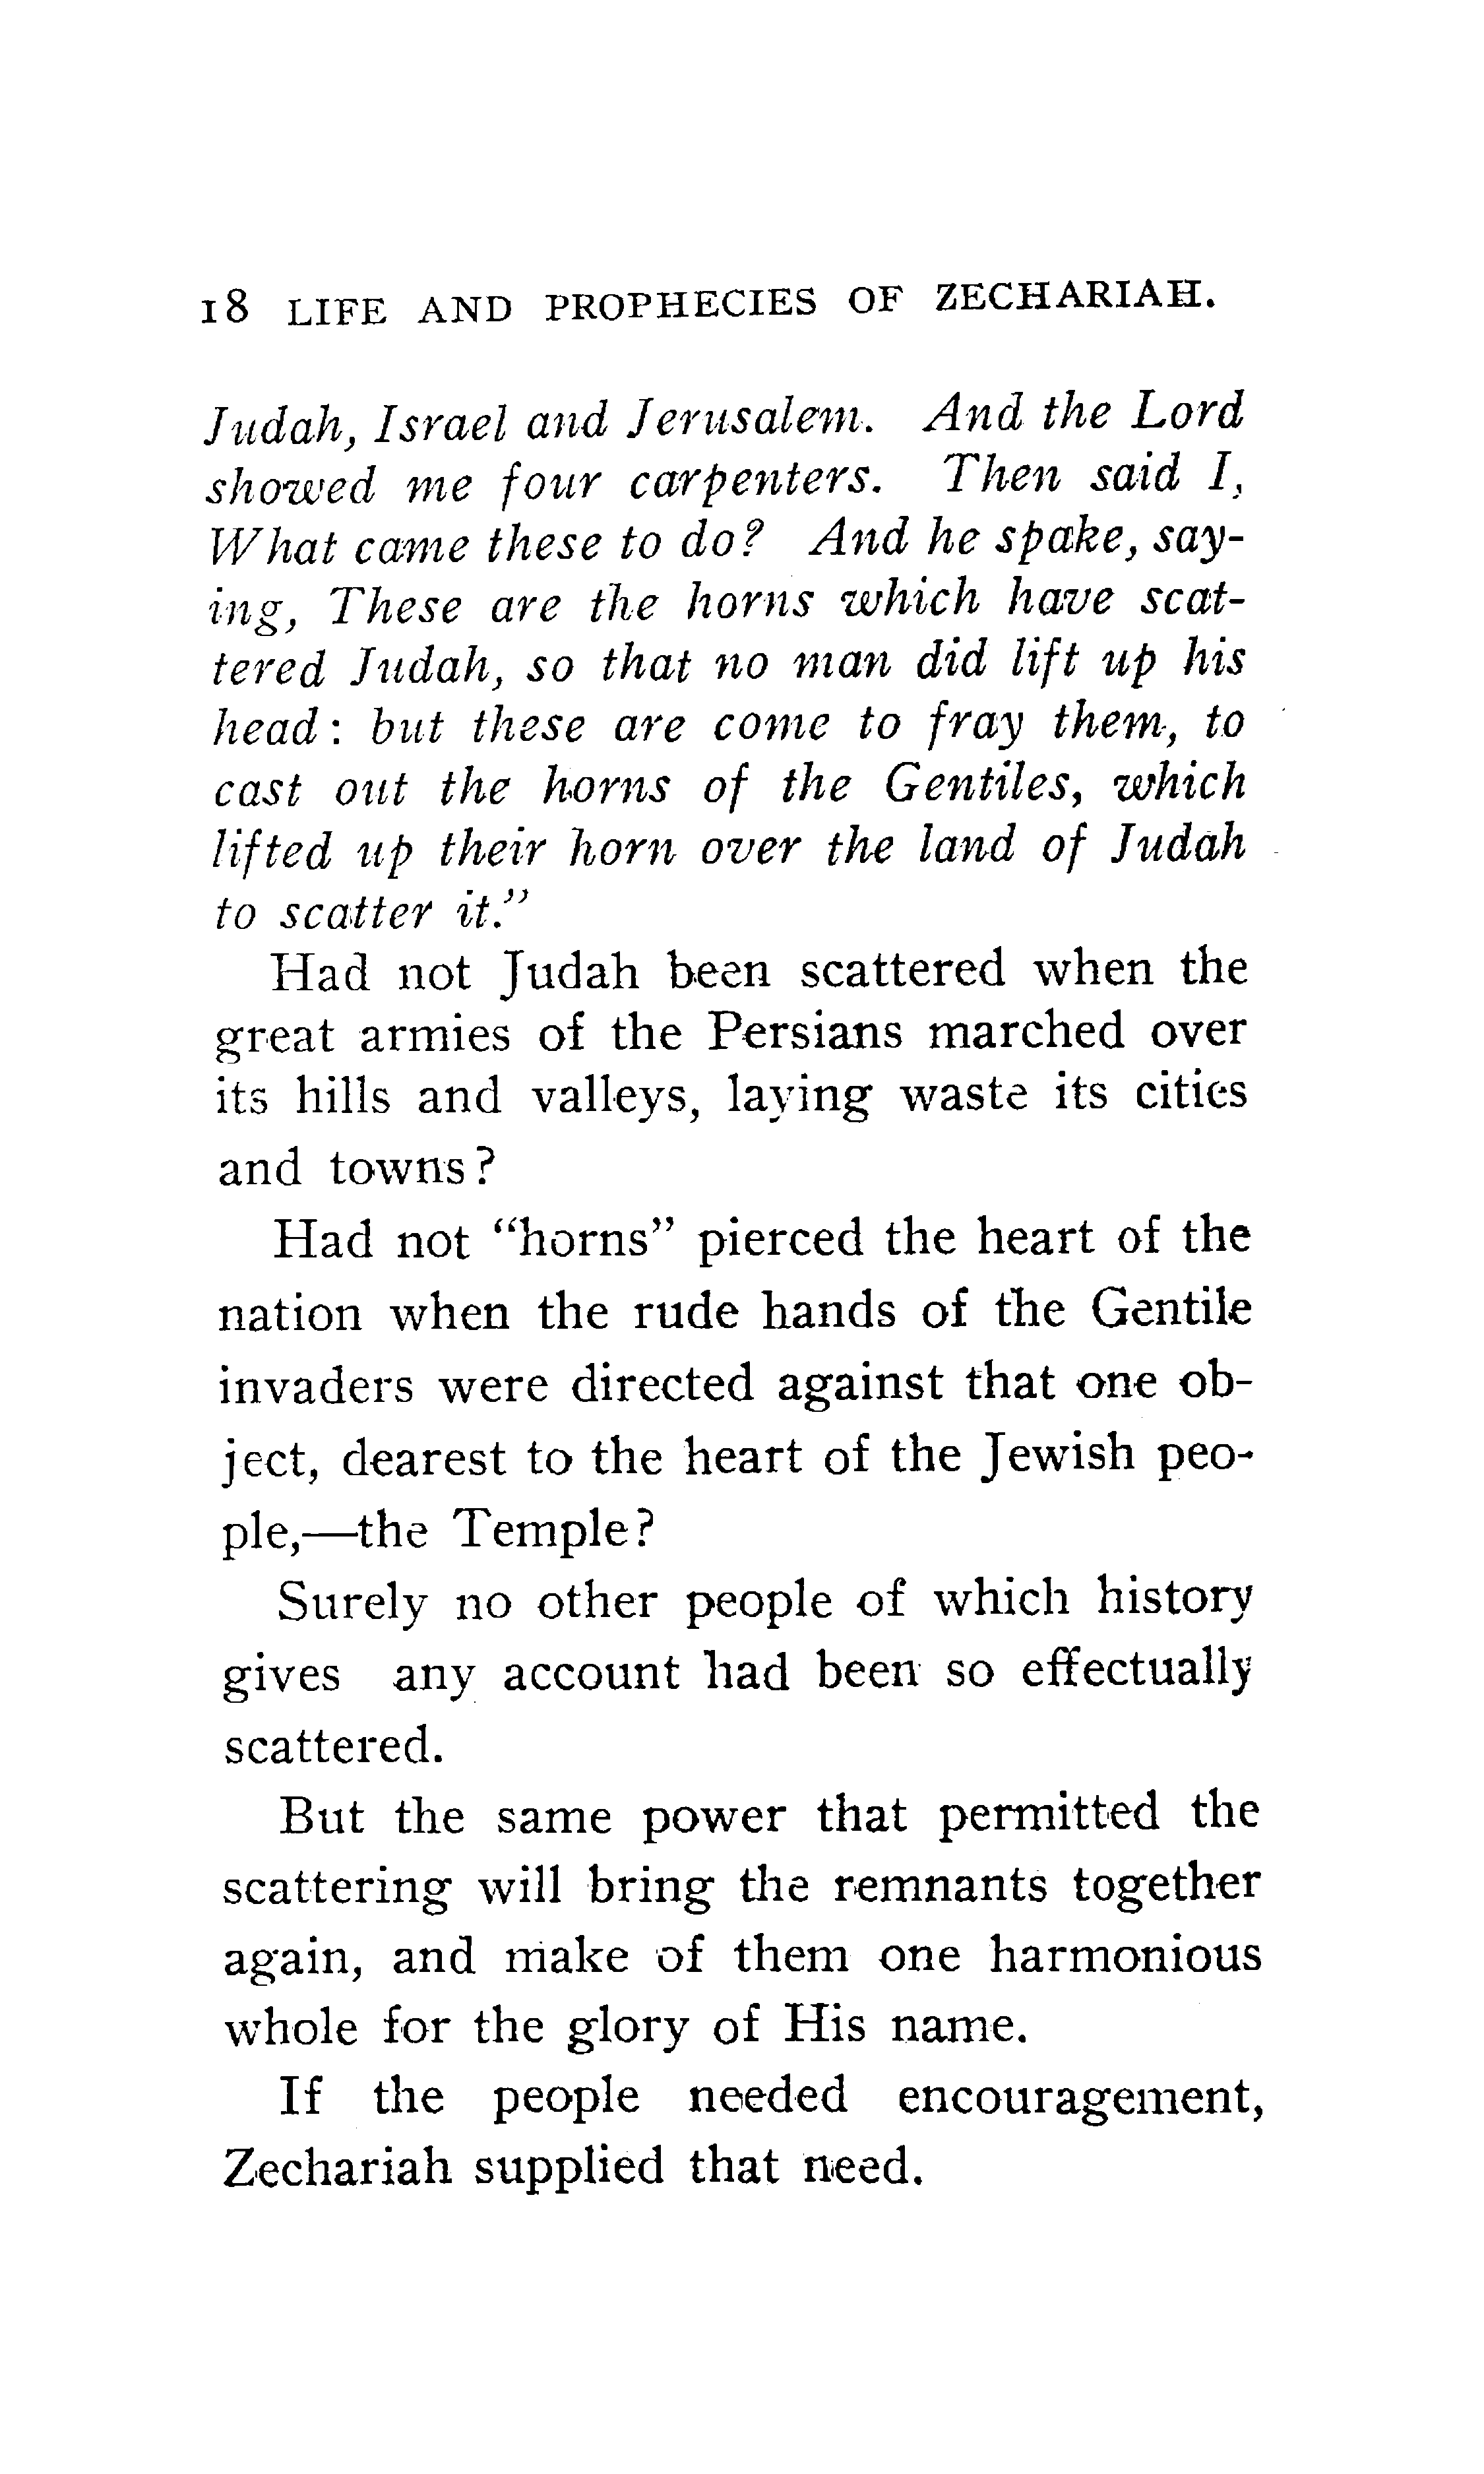 18 LIFE AND PROPHECIES OF ZECHARIAH.
Judah, Israel and Jerusalem. And the Lord
showed me four carpenters. Then said I,
What came these to do? And he spake, say-
ing, These are the horns which have scat-
tered Judah, so that no man did lift up his
head: but these are come to fray them, to
cast out the horns of the Gentiles, which
lifted up their horn over the land of Judah
to scatter it."
Had not Judah been scattered when the
great armies of the Persians marched over
its hills and valleys, laying waste its cities
and towns?
Had not "horns" pierced the heart of the
nation when the rude hands of the Gentile
invaders were directed against that one ob-
ject, dearest to the heart of the Jewish peo-
ple,—the Temple?
Surely no other people of which history
gives any account had been so effectually
scattered.
But the same power that permitted the
scattering will bring the remnants together
again, and make of them one harmonious
whole for the glory of His name.
If the people needed encouragement,
Zechariah supplied that need.